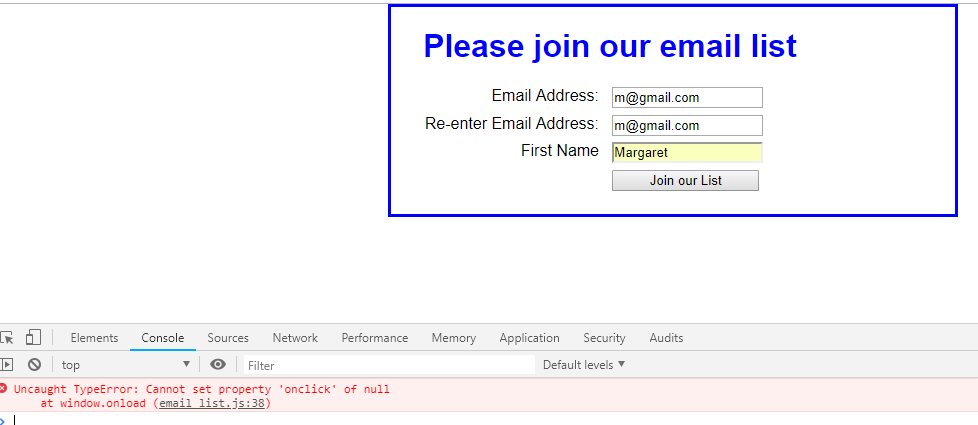 Please join our email list
Email Address: m@gmail.com
Re-enter Email Address: m@gmail.com
First Name Margaret
Join our List
Elements Console Sources Network Performance Memory Application Security Audits
top ▼ Filter Default levels ▼
Uncaught TypeError: Cannot set property 'onclick' of null
at window.onload (email_list.js:38)
>